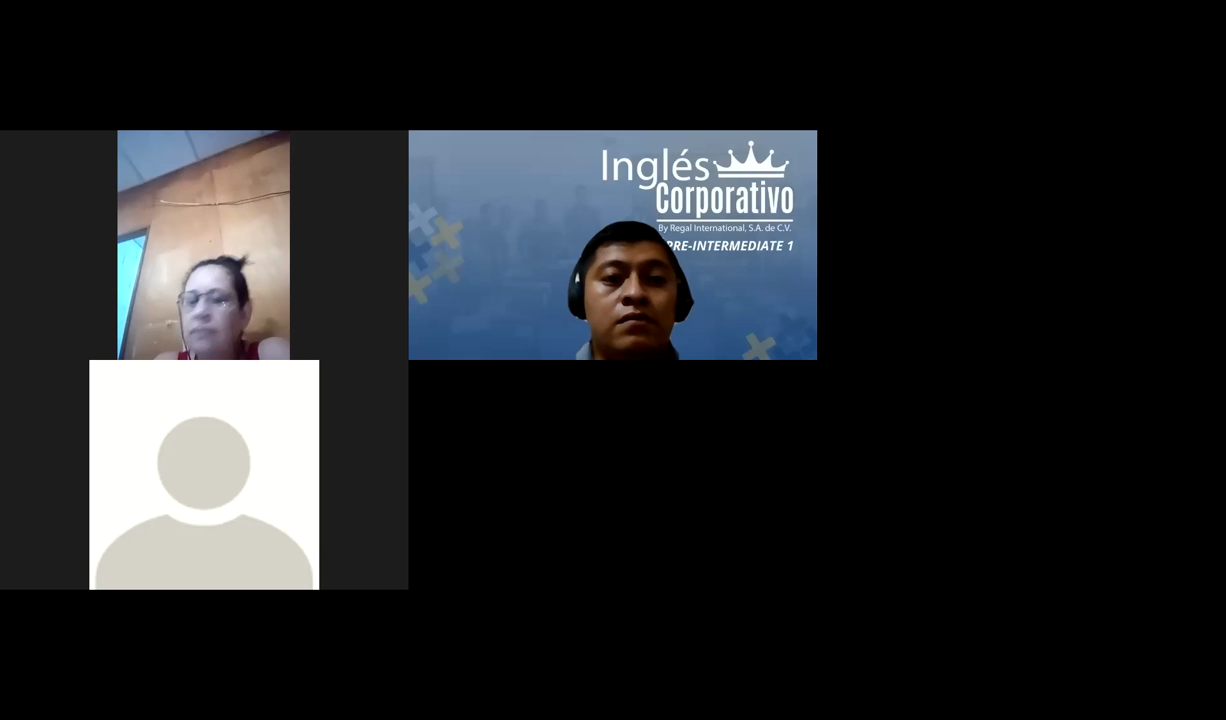 Inglés
Corporativo
By Regal International, S.A. de C.V.
PRE-INTERMEDIATE 1